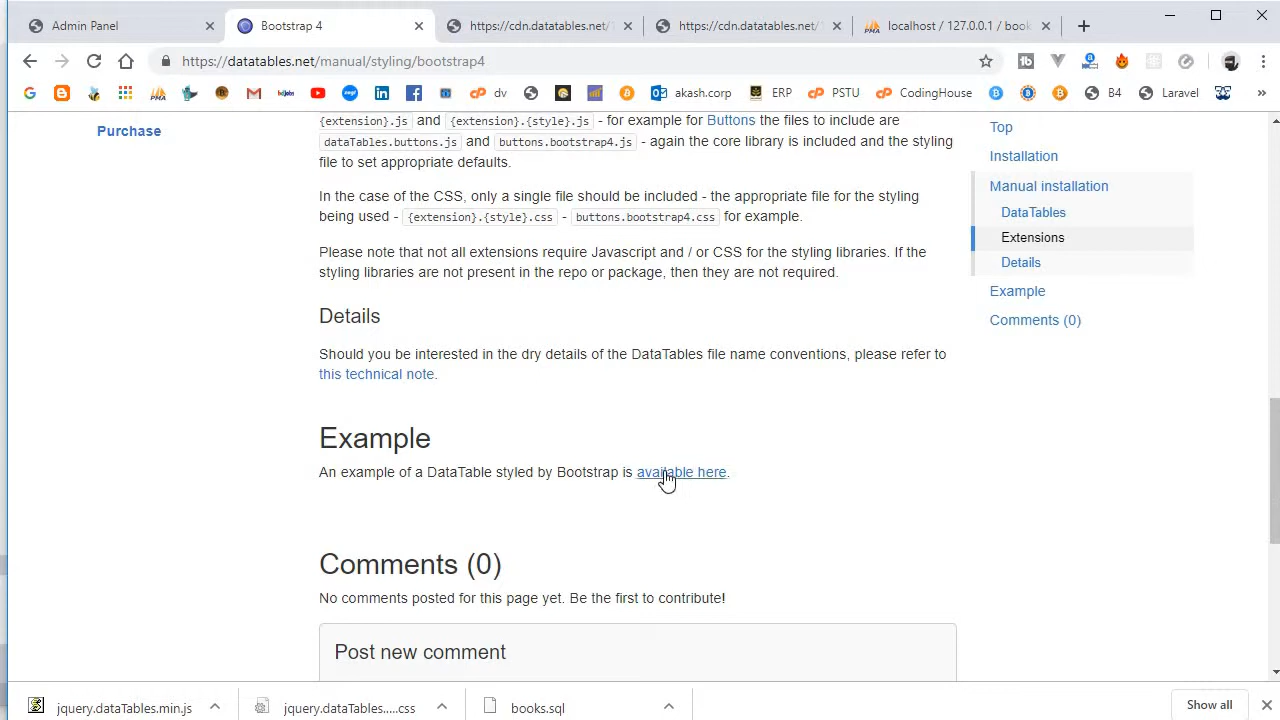 Admin Panel
Bootstrap 4
https://cdn.datatables.net/
https://cdn.datatables.net/
localhost / 127.0.0.1 / book
https://datatables.net/manual/styling/bootstrap4
akash.corp
ERP
PSTU
CodingHouse
B4
Laravel
dv
Purchase
{extension}.js and {extension}.{style}.js - for example for Buttons the files to include are
dataTables.buttons.js and buttons.bootstrap4.js - again the core library is included and the styling
file to set appropriate defaults.
In the case of the CSS, only a single file should be included - the appropriate file for the styling
being used - {extension}.{style}.css - buttons.bootstrap4.css for example.
Please note that not all extensions require Javascript and / or CSS for the styling libraries. If the
styling libraries are not present in the repo or package, then they are not required.
Details
Should you be interested in the dry details of the DataTables file name conventions, please refer to
this technical note.
Example
An example of a DataTable styled by Bootstrap is available here.
Comments (0)
No comments posted for this page yet. Be the first to contribute!
Post new comment
Top
Installation
Manual installation
DataTables
Extensions
Details
Example
Comments (0)
jquery.dataTables.min.js
jquery.dataTables.....css
books.sql
Show all